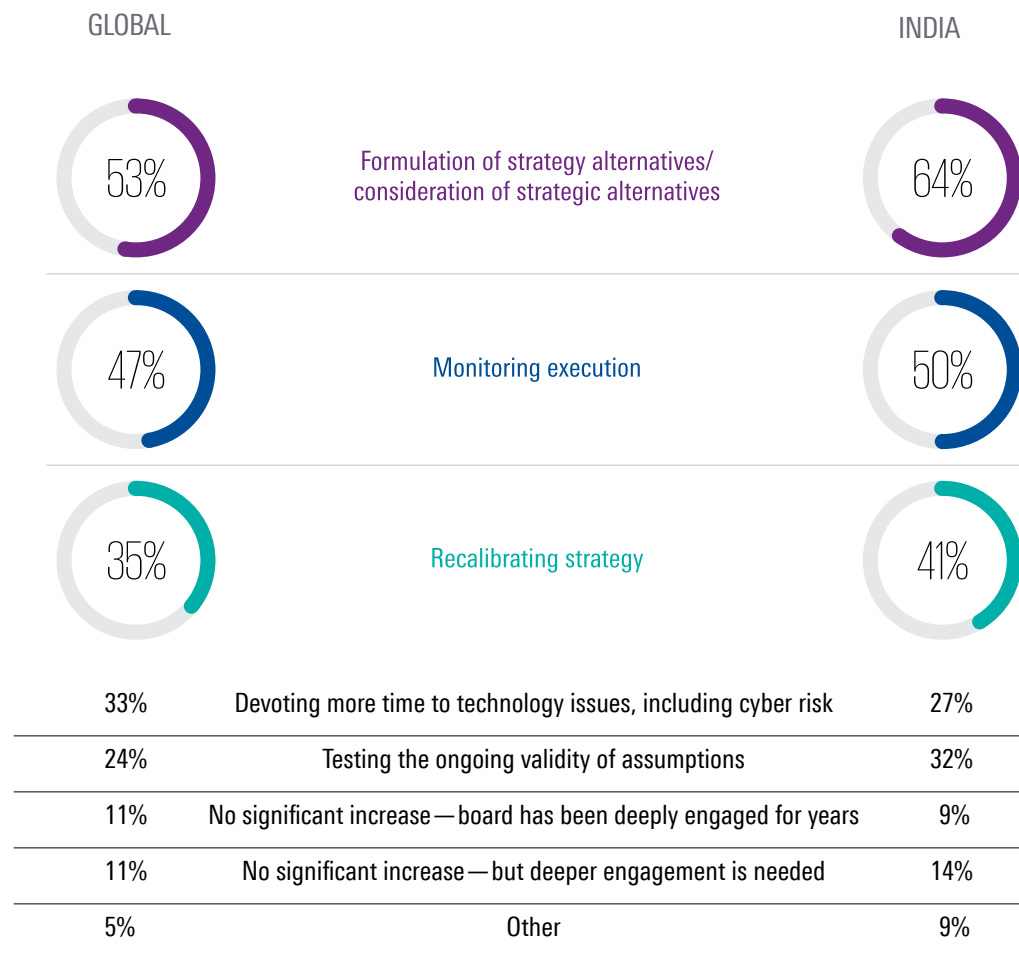 GLOBAL INDIA
53% Formulation of strategy alternatives/ 64%
consideration of strategic alternatives
47% Monitoring execution 50%
35% Recalibrating strategy 41%
33% Devoting more time to technology issues, including cyber risk 27%
24% Testing the ongoing validity of assumptions 32%
11% No significant increase—board has been deeply engaged for years 9%
11% No significant increase—but deeper engagement is needed 14%
5% Other 9%